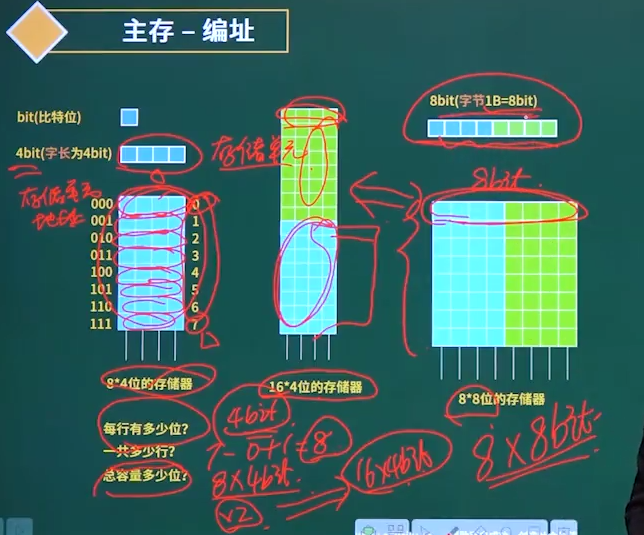 主存 – 编址
bit(比特位)
4bit(字长为4bit)
存储单元
地址
000 0
001 1
010 2
011 3
100 4
101 5
110 6
111 7
8*4位的存储器
每行有多少位?
一共多少行?
总容量多少位?
存储单元
16*4位的存储器
4bit
7-0+1=8
8×4bit
×2
16×4bit
8bit(字节1B=8bit)
8bit
8*8位的存储器
8×8bit